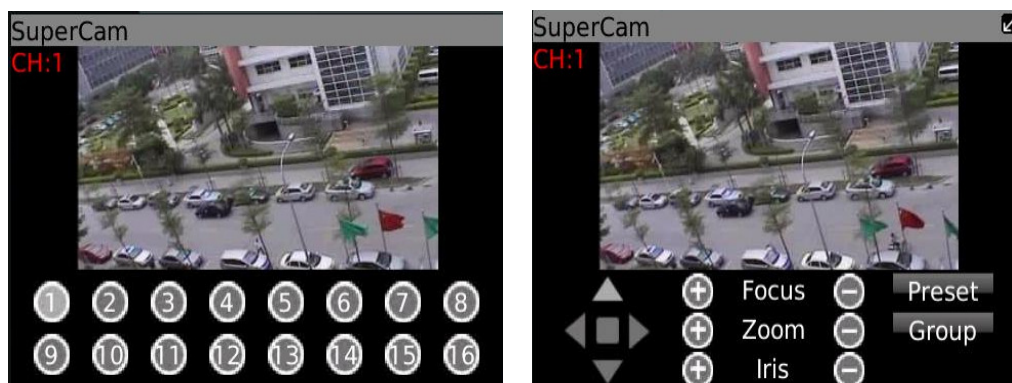 SuperCam
CH:1
1 2 3 4 5 6 7 8
9 10 11 12 13 14 15 16
SuperCam
CH:1
+ Focus - Preset
+ Zoom - Group
+ Iris -